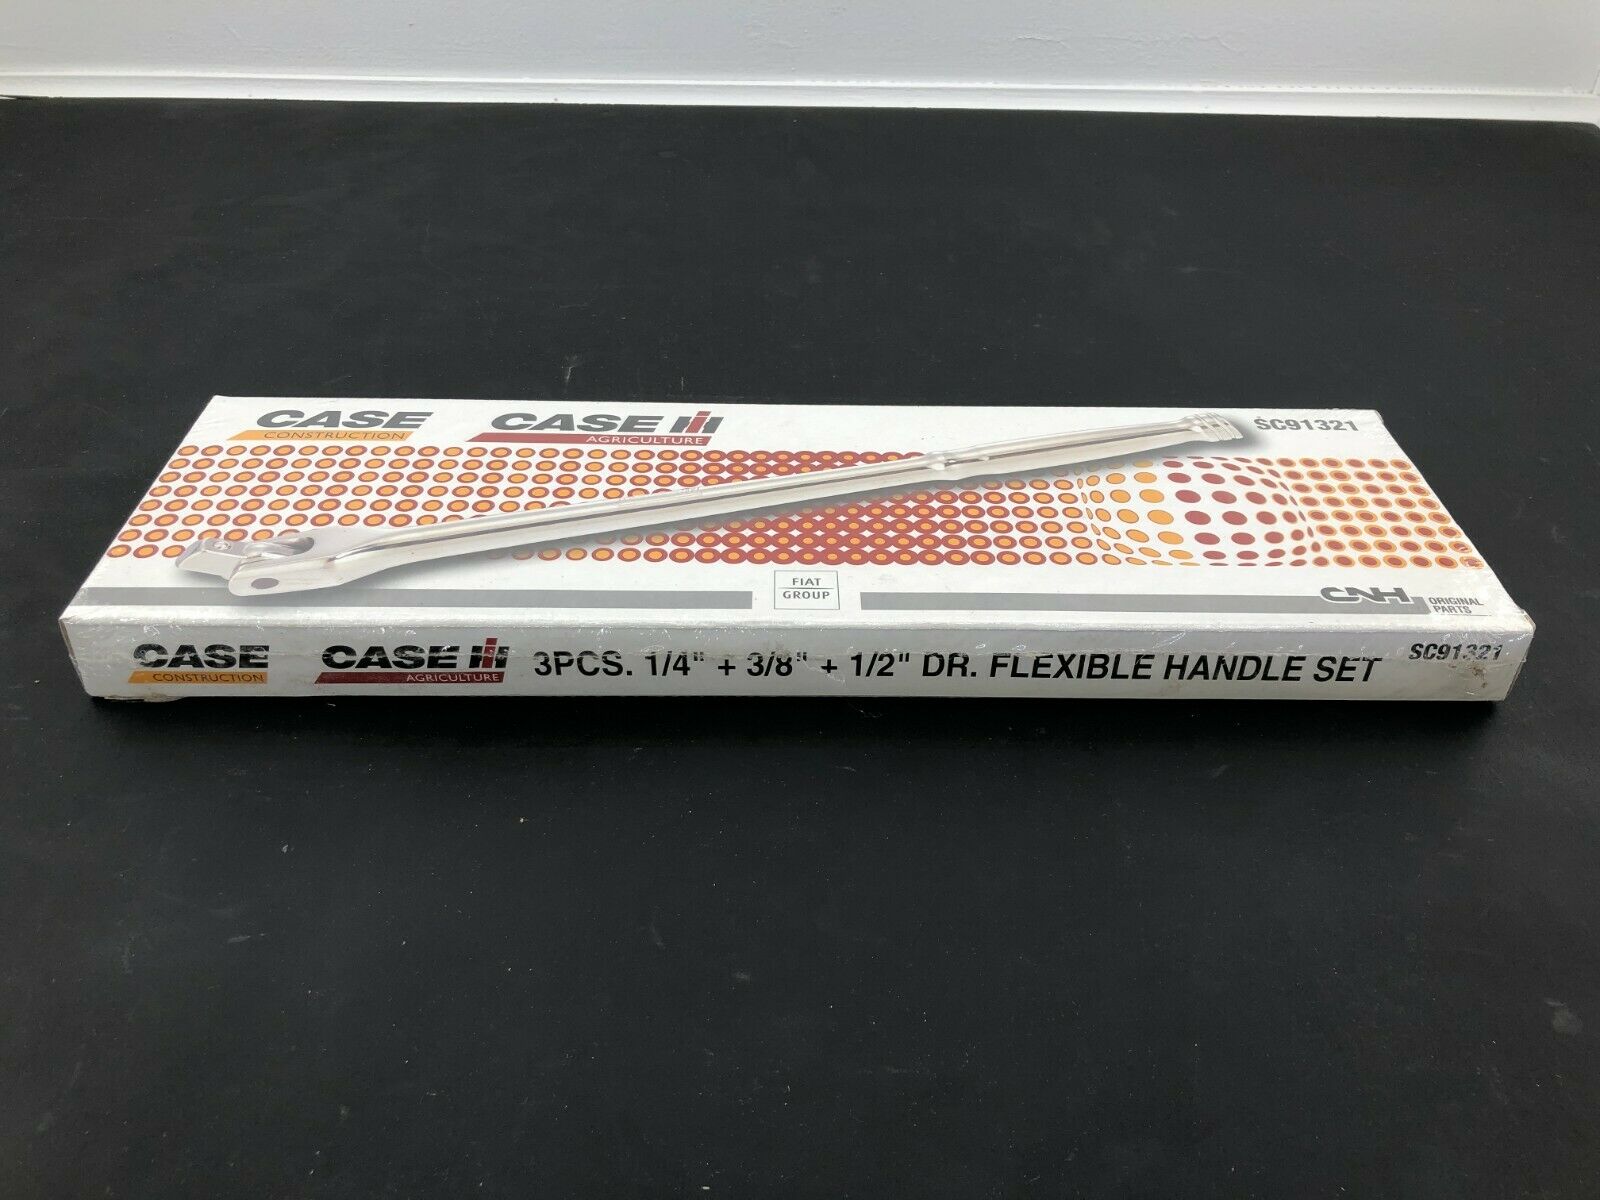 CASE
CONSTRUCTION
CASE IH
AGRICULTURE
SC91321
FIAT
GROUP
CNH
ORIGINAL
PARTS
CASE
CONSTRUCTION
CASE IH
AGRICULTURE
3PCS. 1/4" + 3/8" + 1/2" DR. FLEXIBLE HANDLE SET
SC91321